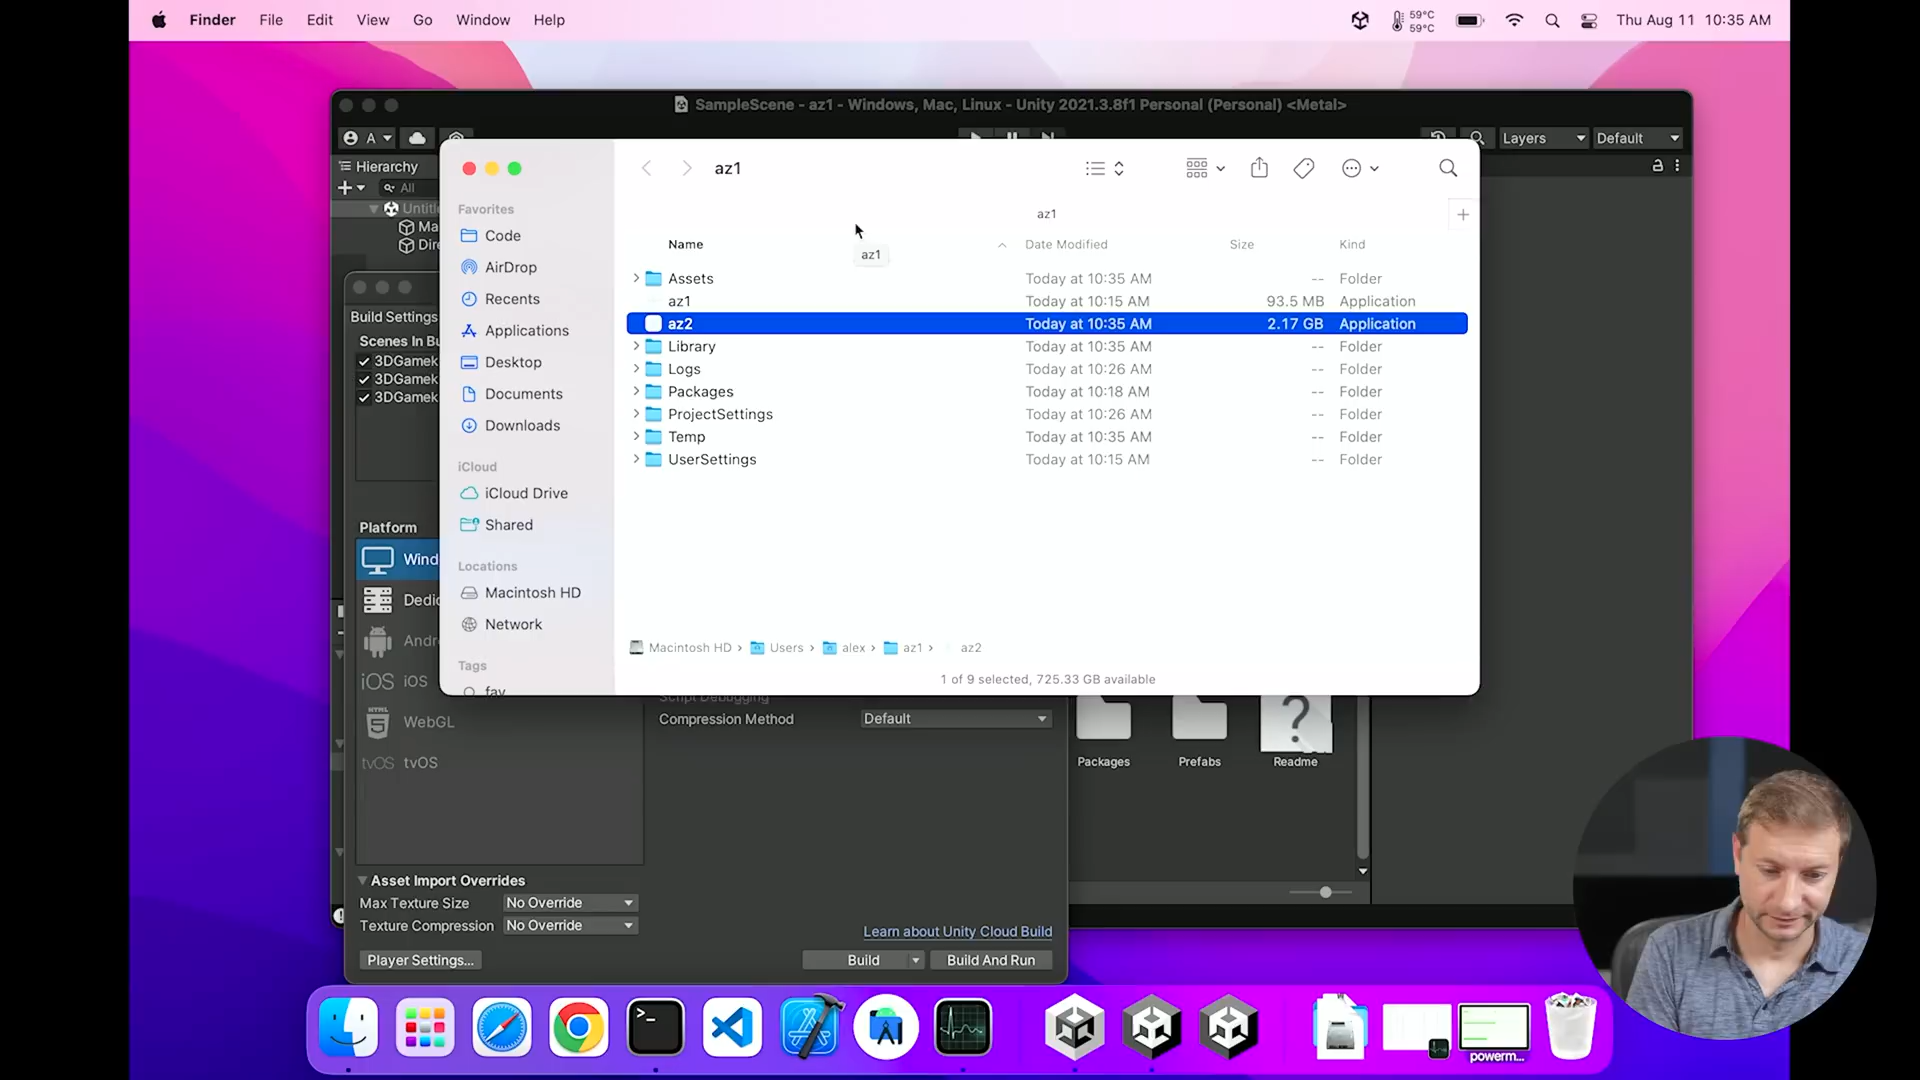 Finder File Edit View Go Window Help
59°C
59°C
Thu Aug 11 10:35 AM
SampleScene - az1 - Windows, Mac, Linux - Unity 2021.3.8f1 Personal (Personal) <Metal>
A
Layers
Default
Hierarchy
All
Untitl
Ma
Dire
Build Settings
Scenes In Bu
3DGamek
3DGamek
3DGamek
Platform
Wind
Dedic
Andr
iOS iOS
HTML
5
WebGL
tvOS tvOS
az1
az1
az1
Favorites
Code
AirDrop
Recents
Applications
Desktop
Documents
Downloads
iCloud
iCloud Drive
Shared
Locations
Macintosh HD
Network
Tags
fav
Name Date Modified Size Kind
Assets Today at 10:35 AM -- Folder
az1 Today at 10:15 AM 93.5 MB Application
az2 Today at 10:35 AM 2.17 GB Application
Library Today at 10:35 AM -- Folder
Logs Today at 10:26 AM -- Folder
Packages Today at 10:18 AM -- Folder
ProjectSettings Today at 10:26 AM -- Folder
Temp Today at 10:35 AM -- Folder
UserSettings Today at 10:15 AM -- Folder
Macintosh HD › Users › alex › az1 › az2
1 of 9 selected, 725.33 GB available
Script Debugging
Compression Method Default
Packages Prefabs Readme
Asset Import Overrides
Max Texture Size No Override
Texture Compression No Override
Learn about Unity Cloud Build
Player Settings...
Build
Build And Run
powerm...